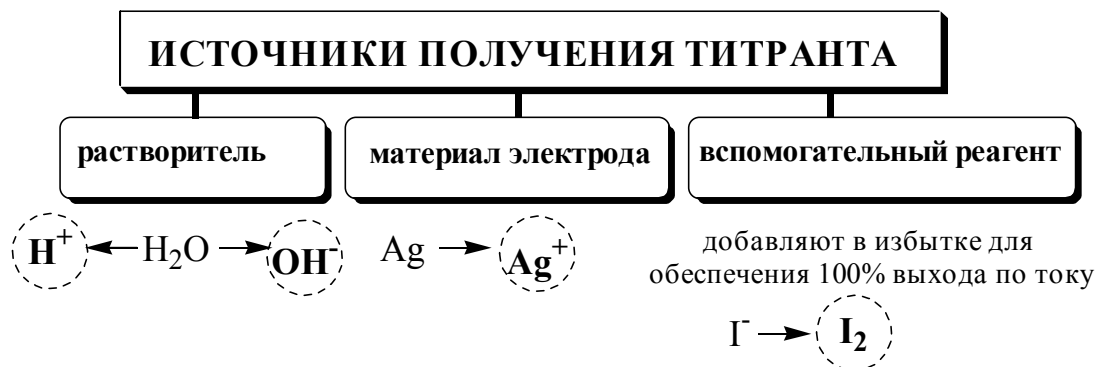 ИСТОЧНИКИ ПОЛУЧЕНИЯ ТИТРАНТА
растворитель
материал электрода
вспомогательный реагент
H⁺ ← H₂O → OH⁻
Ag → Ag⁺
добавляют в избытке для
обеспечения 100% выхода по току
I⁻ → I₂